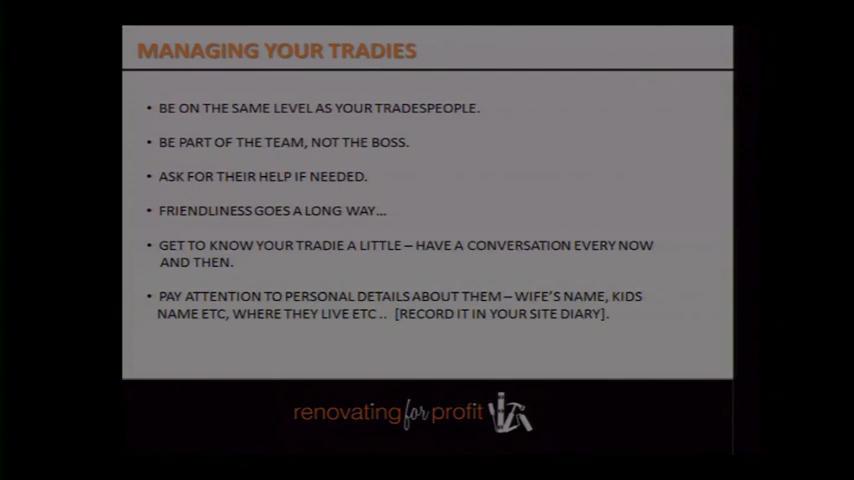 MANAGING YOUR TRADIES
• BE ON THE SAME LEVEL AS YOUR TRADESPEOPLE.
• BE PART OF THE TEAM, NOT THE BOSS.
• ASK FOR THEIR HELP IF NEEDED.
• FRIENDLINESS GOES A LONG WAY...
• GET TO KNOW YOUR TRADIE A LITTLE – HAVE A CONVERSATION EVERY NOW
AND THEN.
• PAY ATTENTION TO PERSONAL DETAILS ABOUT THEM – WIFE'S NAME, KIDS
NAME ETC, WHERE THEY LIVE ETC .. [RECORD IT IN YOUR SITE DIARY].
renovating for profit